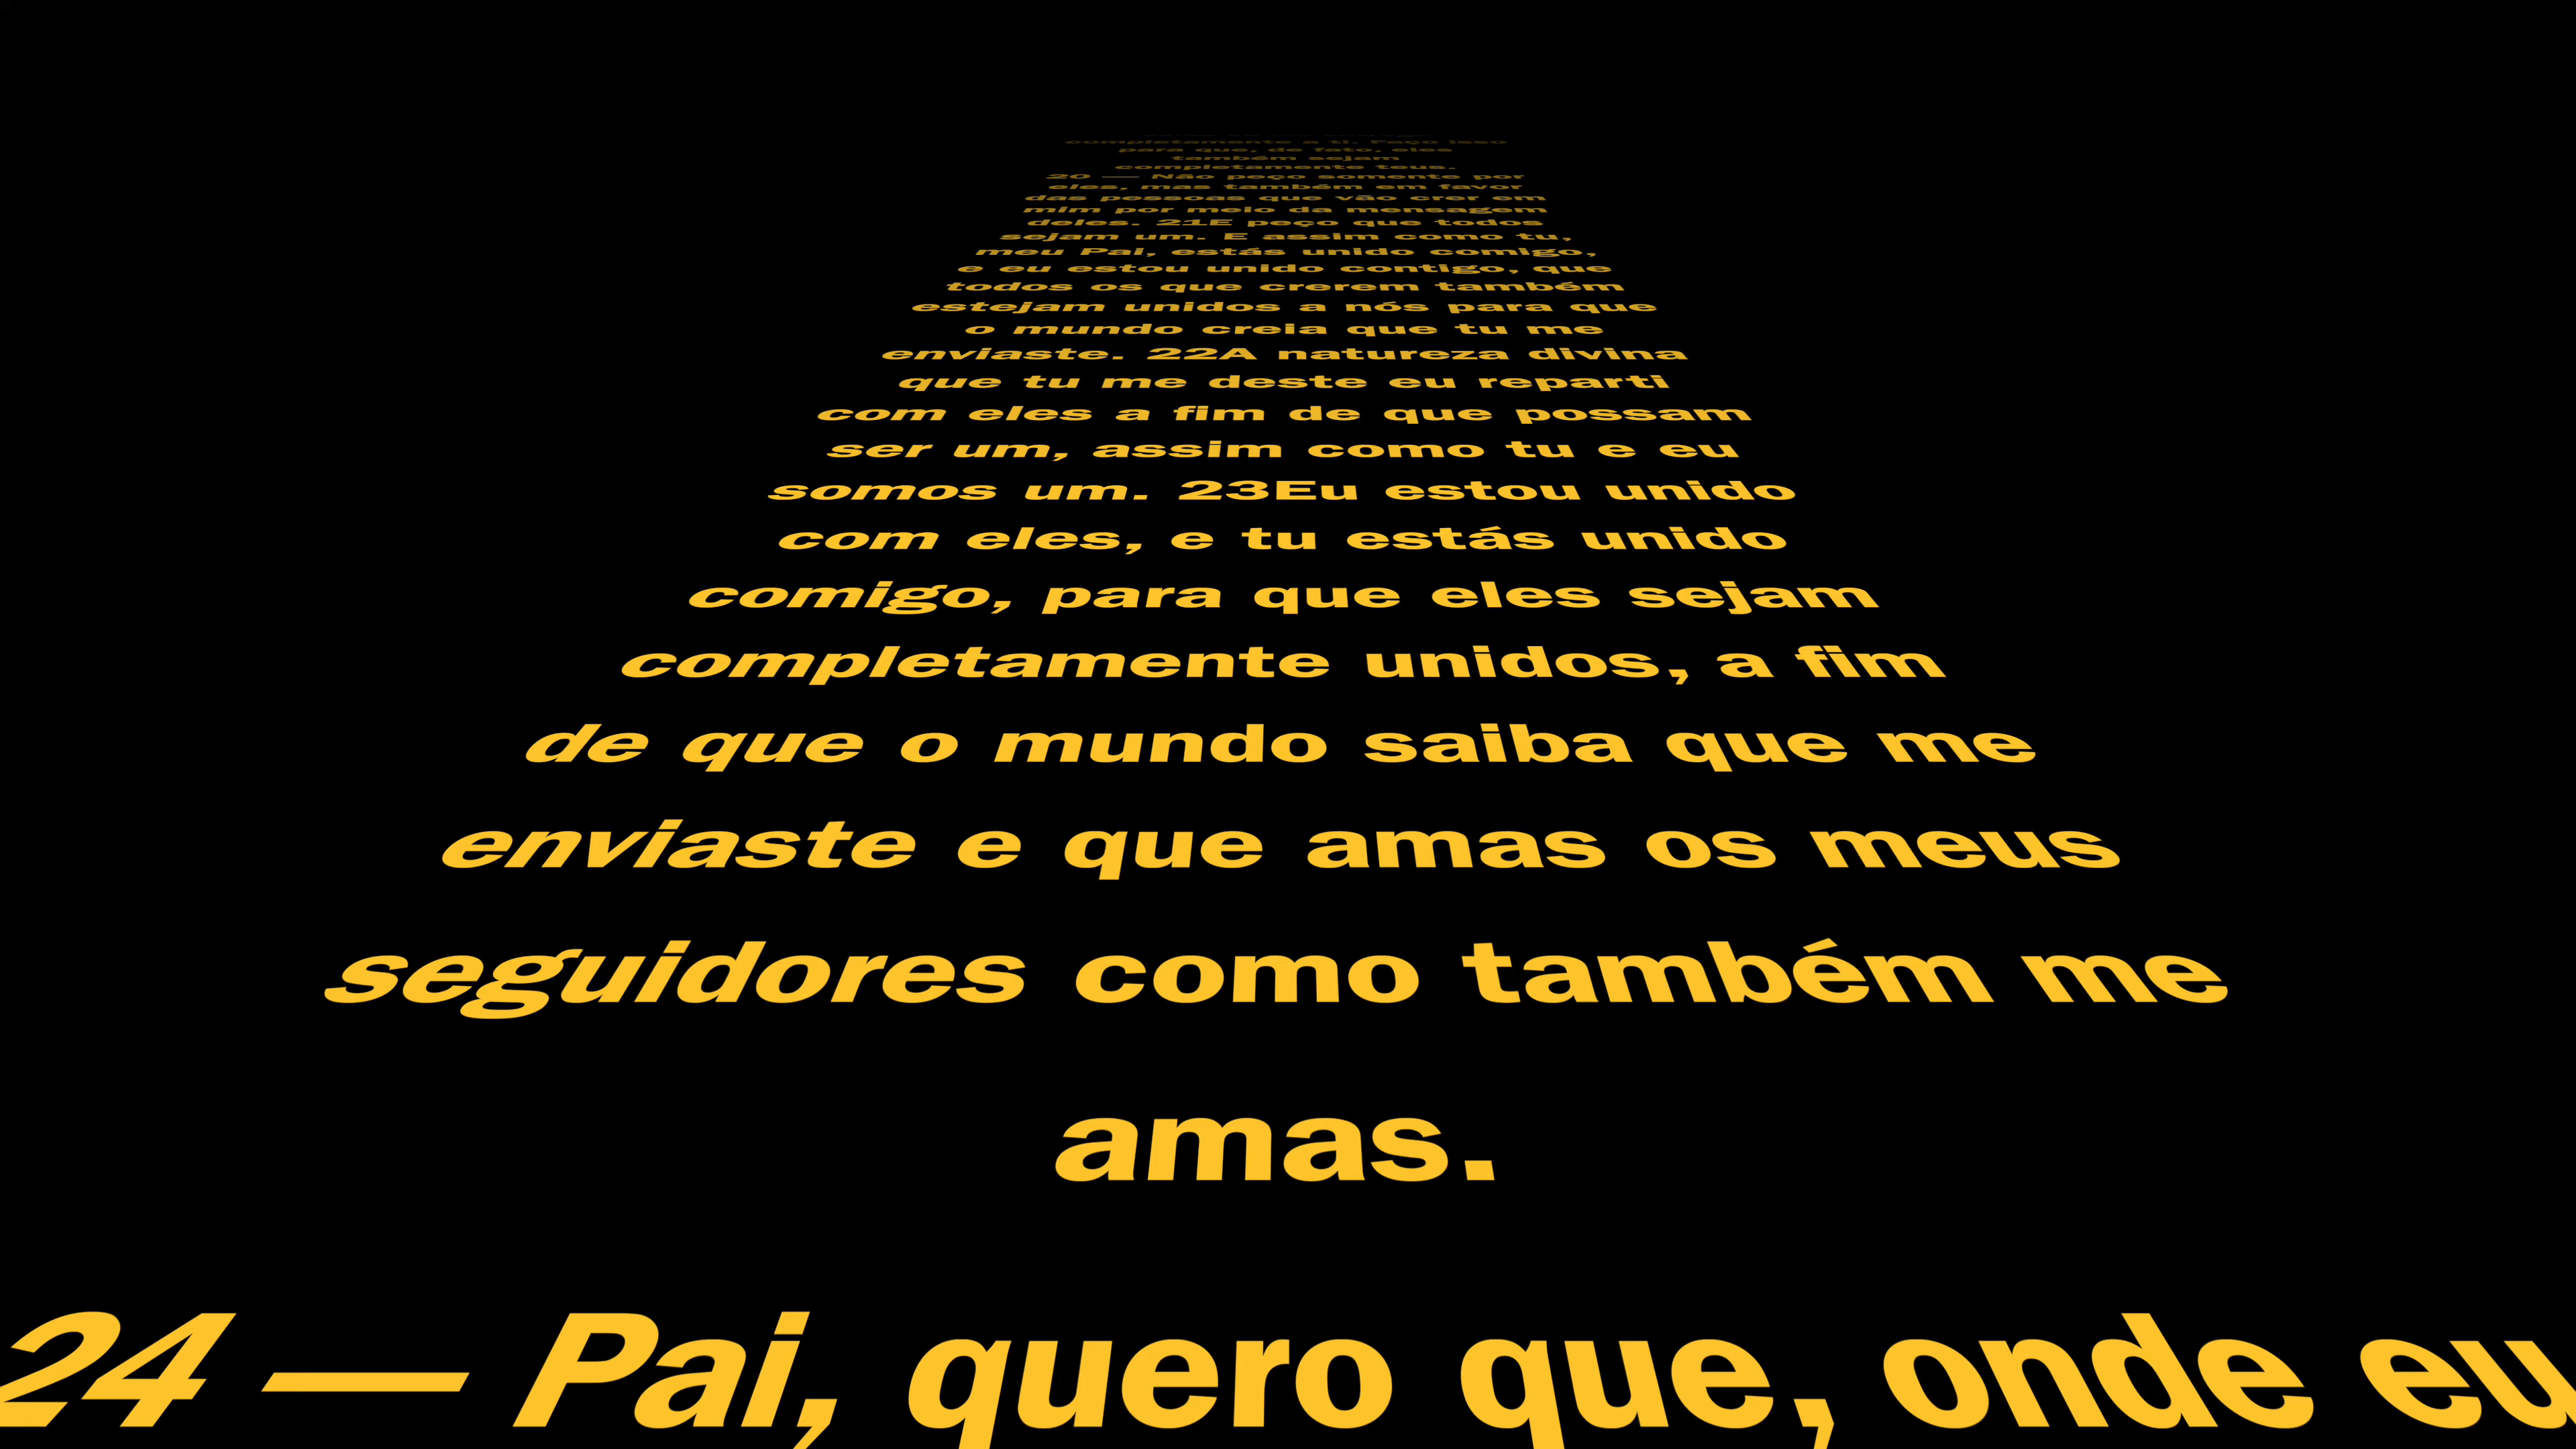 completamente a ti. Faço isso
para que, de fato, eles
também sejam
completamente teus.
20 — Não peço somente por
eles, mas também em favor
das pessoas que vão crer em
mim por meio da mensagem
deles. 21E peço que todos
sejam um. E assim como tu,
meu Pai, estás unido comigo,
e eu estou unido contigo, que
todos os que crerem também
estejam unidos a nós para que
o mundo creia que tu me
enviaste. 22A natureza divina
que tu me deste eu reparti
com eles a fim de que possam
ser um, assim como tu e eu
somos um. 23Eu estou unido
com eles, e tu estás unido
comigo, para que eles sejam
completamente unidos, a fim
de que o mundo saiba que me
enviaste e que amas os meus
seguidores como também me
amas.
24 — Pai, quero que, onde eu